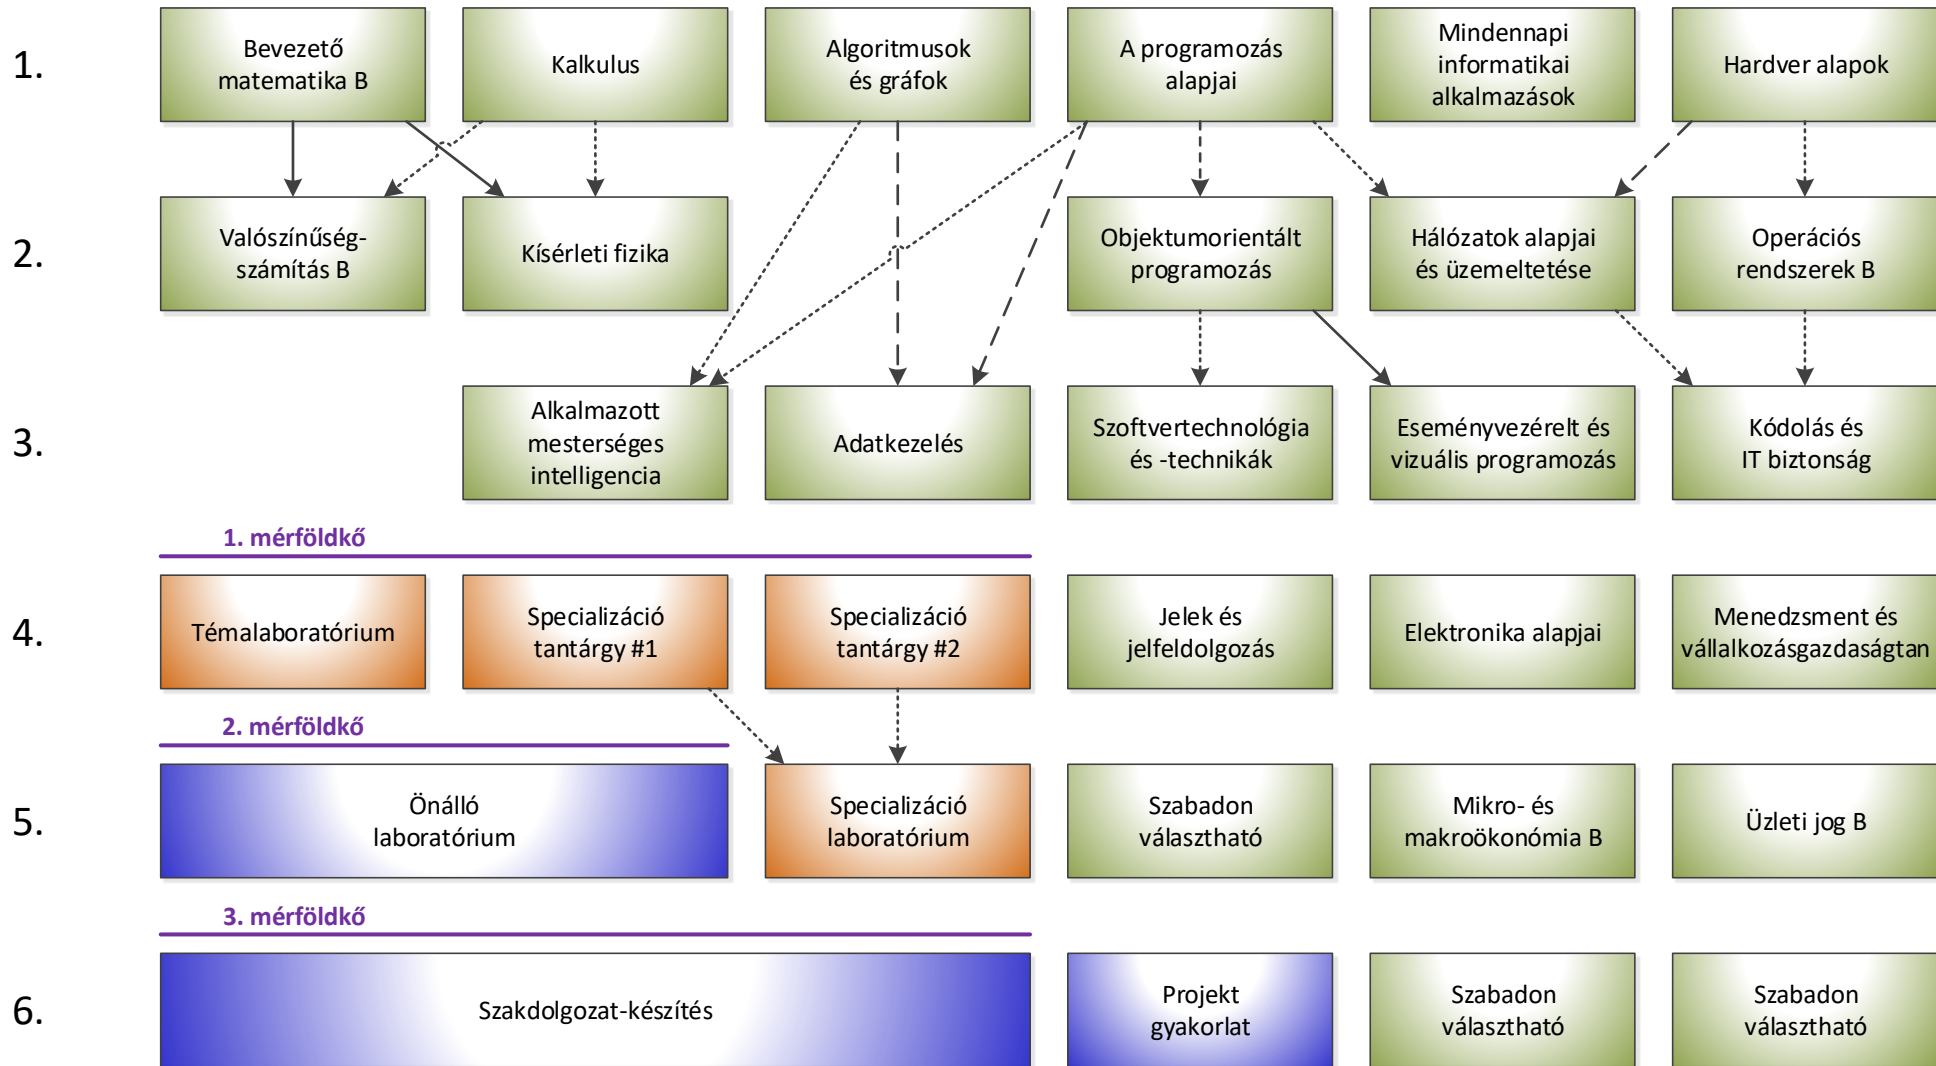 1.
Bevezető
matematika B
Kalkulus
Algoritmusok
és gráfok
A programozás
alapjai
Mindennapi
informatikai
alkalmazások
Hardver alapok
2.
Valószínűség-
számítás B
Kísérleti fizika
Objektumorientált
programozás
Hálózatok alapjai
és üzemeltetése
Operációs
rendszerek B
3.
Alkalmazott
mesterséges
intelligencia
Adatkezelés
Szoftvertechnológia
és -technikák
Eseményvezérelt és
vizuális programozás
Kódolás és
IT biztonság
1. mérföldkő
4.
Témalaboratórium
Specializáció
tantárgy #1
Specializáció
tantárgy #2
Jelek és
jelfeldolgozás
Elektronika alapjai
Menedzsment és
vállalkozásgazdaságtan
2. mérföldkő
5.
Önálló
laboratórium
Specializáció
laboratórium
Szabadon
választható
Mikro- és
makroökonómia B
Üzleti jog B
3. mérföldkő
6.
Szakdolgozat-készítés
Projekt
gyakorlat
Szabadon
választható
Szabadon
választható